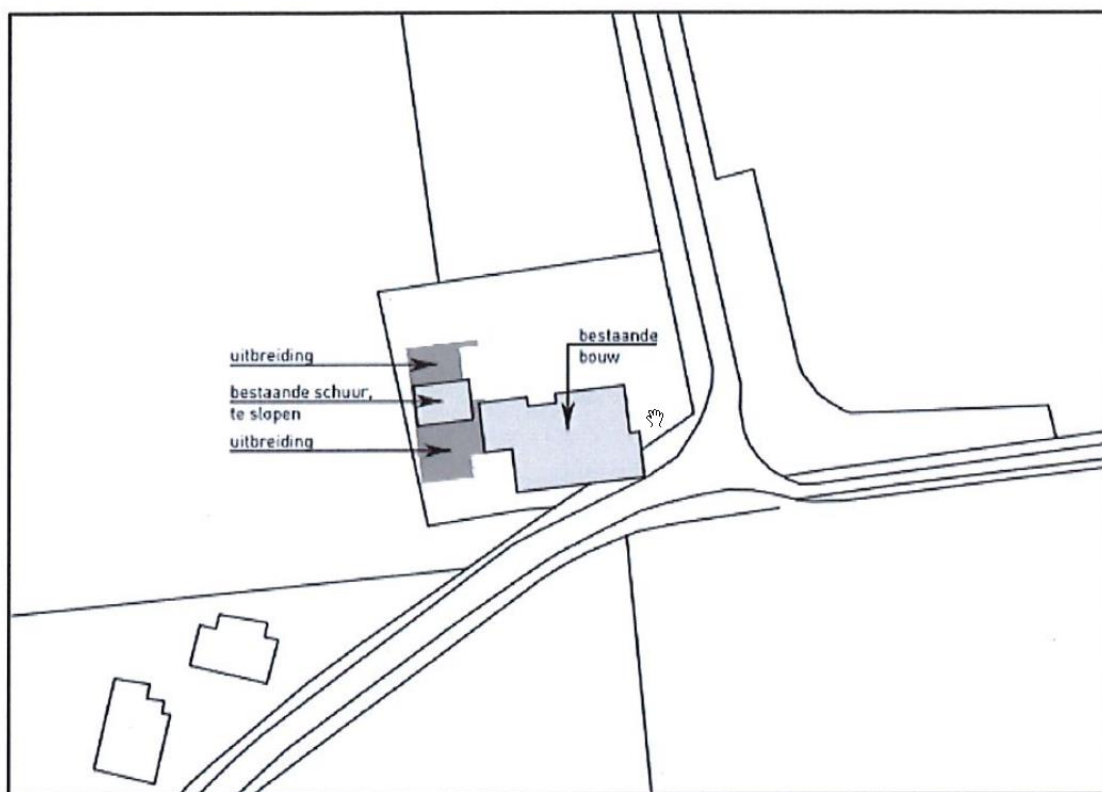 uitbreiding
bestaande schuur,
te slopen
uitbreiding
bestaande
bouw